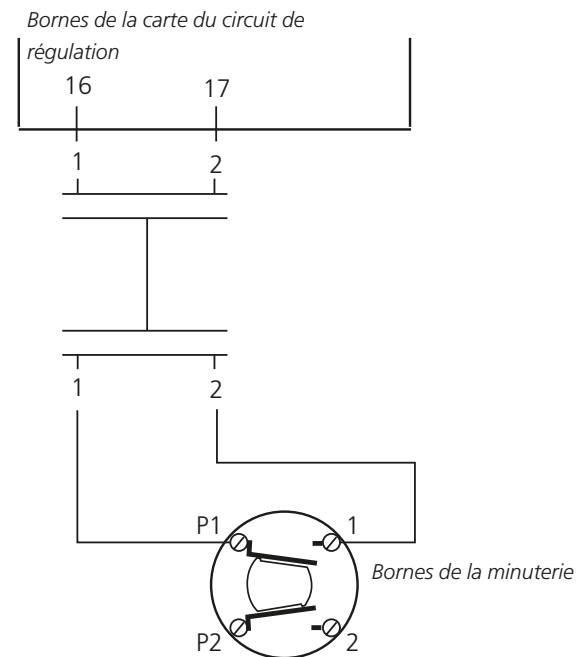 Bornes de la carte du circuit de
régulation
16 17
1 2
1 2
P1 1
Bornes de la minuterie
P2 2